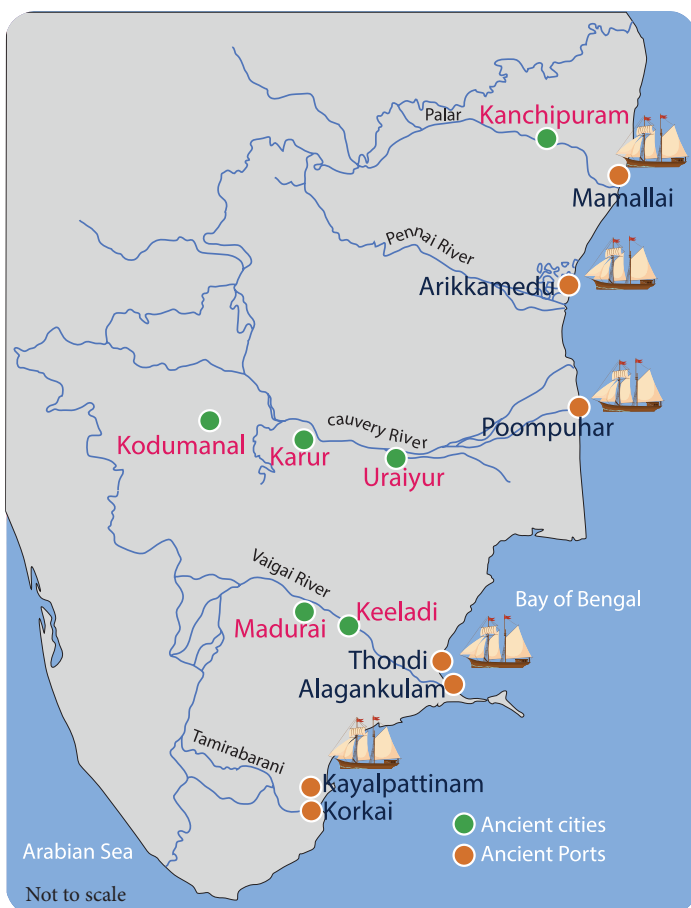 Palar
Kanchipuram
Mamallai
Pennai River
Arikkamedu
Poompuhar
cauvery River
Kodumanal
Karur
Uraiyur
Vaigai River
Bay of Bengal
Keeladi
Madurai
Thondi
Alagankulam
Tamirabarani
Kayalpattinam
Korkai
Ancient cities
Arabian Sea
Ancient Ports
Not to scale